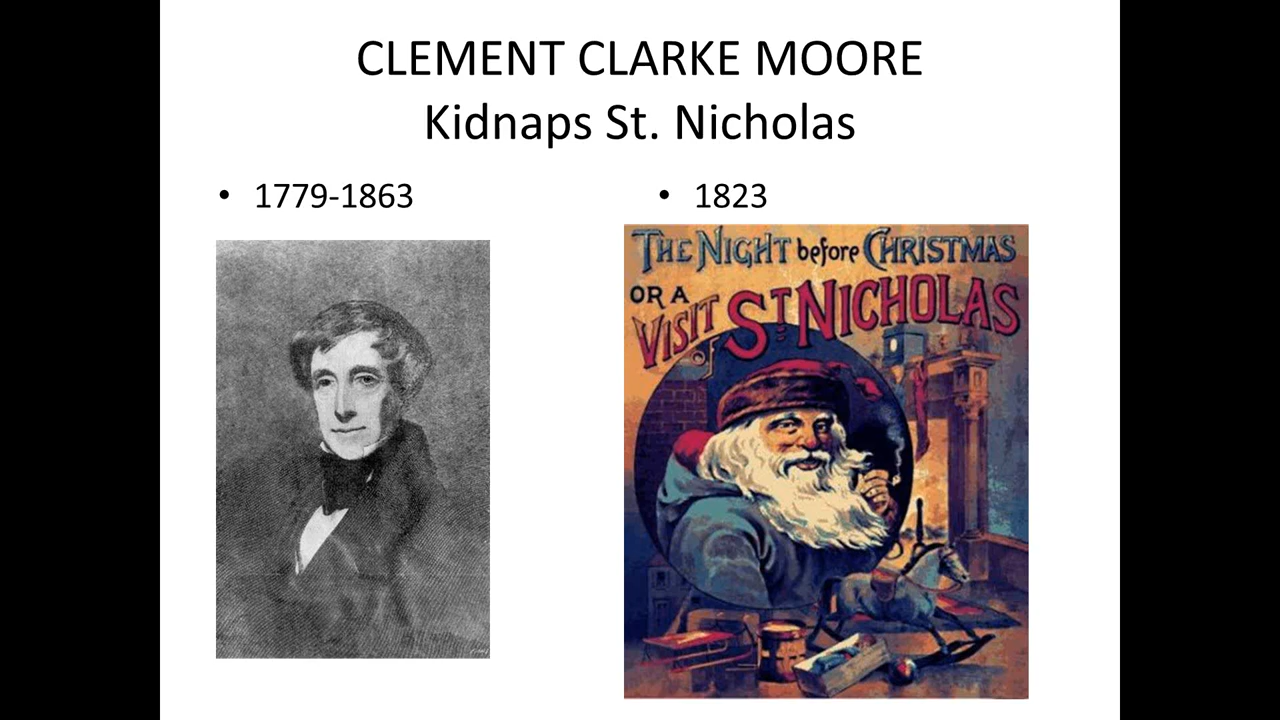 CLEMENT CLARKE MOORE
Kidnaps St. Nicholas
• 1779-1863
• 1823
THE NIGHT before CHRISTMAS
OR A
VISIT of ST NICHOLAS